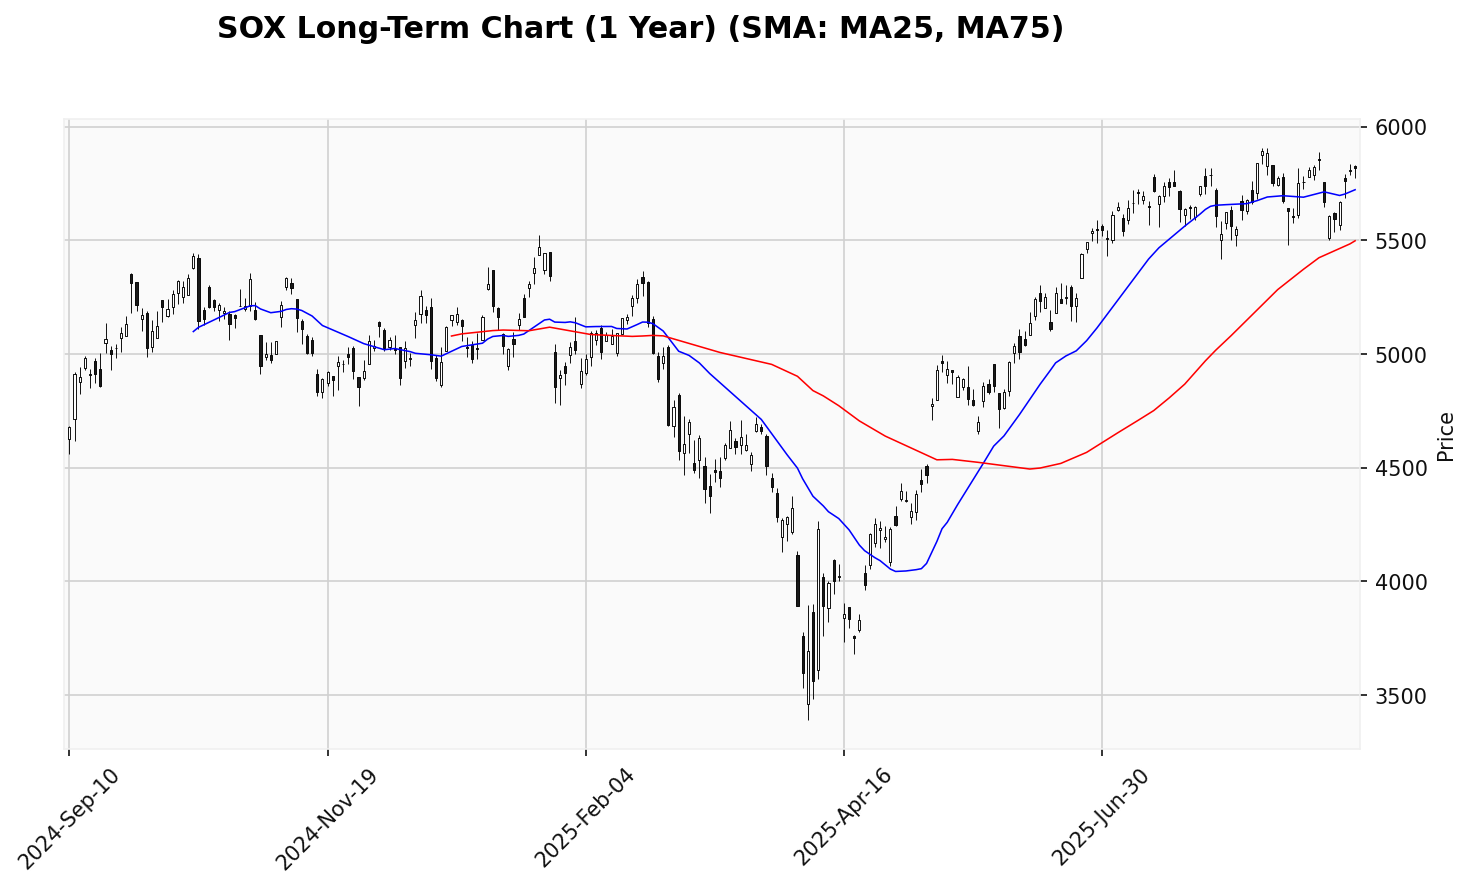 SOX Long-Term Chart (1 Year) (SMA: MA25, MA75)
6000
5500
5000
4500
4000
3500
Price
2024-Sep-10
2024-Nov-19
2025-Feb-04
2025-Apr-16
2025-Jun-30